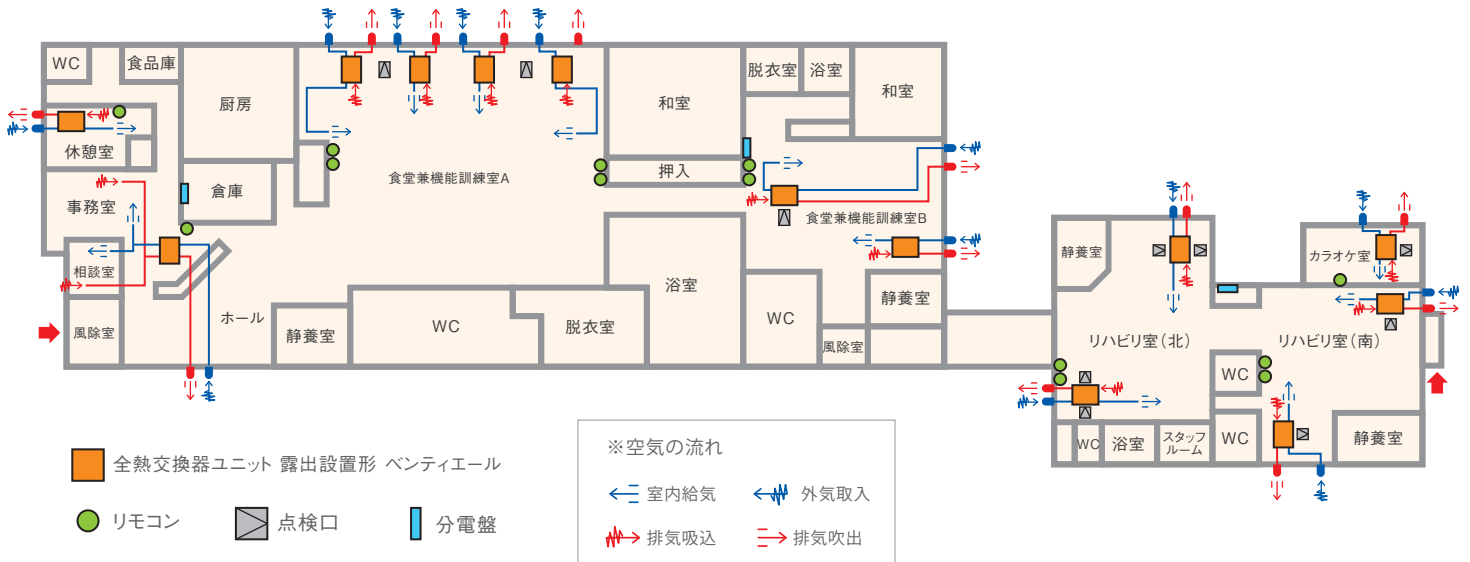 WC
食品庫
厨房
和室
脱衣室
浴室
和室
休憩室
食堂兼機能訓練室A
押入
倉庫
事務室
食堂兼機能訓練室B
相談室
静養室
カラオケ室
浴室
静養室
風除室
ホール
静養室
WC
脱衣室
WC
風除室
リハビリ室(北)
リハビリ室(南)
WC
WC
浴室
スタッフ
ルーム
WC
静養室
全熱交換器ユニット 露出設置形 ベンティエール
リモコン
点検口
分電盤
※空気の流れ
室内給気
外気取入
排気吸込
排気吹出